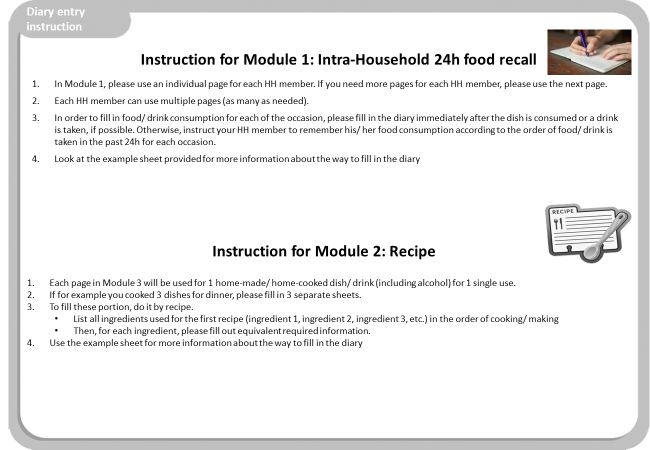 Diary entry
instruction
Instruction for Module 1: Intra-Household 24h food recall
1. In Module 1, please use an individual page for each HH member. If you need more pages for each HH member, please use the next page.
2. Each HH member can use multiple pages (as many as needed).
3. In order to fill in food/ drink consumption for each of the occasion, please fill in the diary immediately after the dish is consumed or a drink
is taken, if possible. Otherwise, instruct your HH member to remember his/ her food consumption according to the order of food/ drink is
taken in the past 24h for each occasion.
4. Look at the example sheet provided for more information about the way to fill in the diary
RECIPE
Instruction for Module 2: Recipe
1. Each page in Module 3 will be used for 1 home-made/ home-cooked dish/ drink (including alcohol) for 1 single use.
2. If for example you cooked 3 dishes for dinner, please fill in 3 separate sheets.
3. To fill these portion, do it by recipe.
• List all ingredients used for the first recipe (ingredient 1, ingredient 2, ingredient 3, etc.) in the order of cooking/ making
• Then, for each ingredient, please fill out equivalent required information.
4. Use the example sheet for more information about the way to fill in the diary